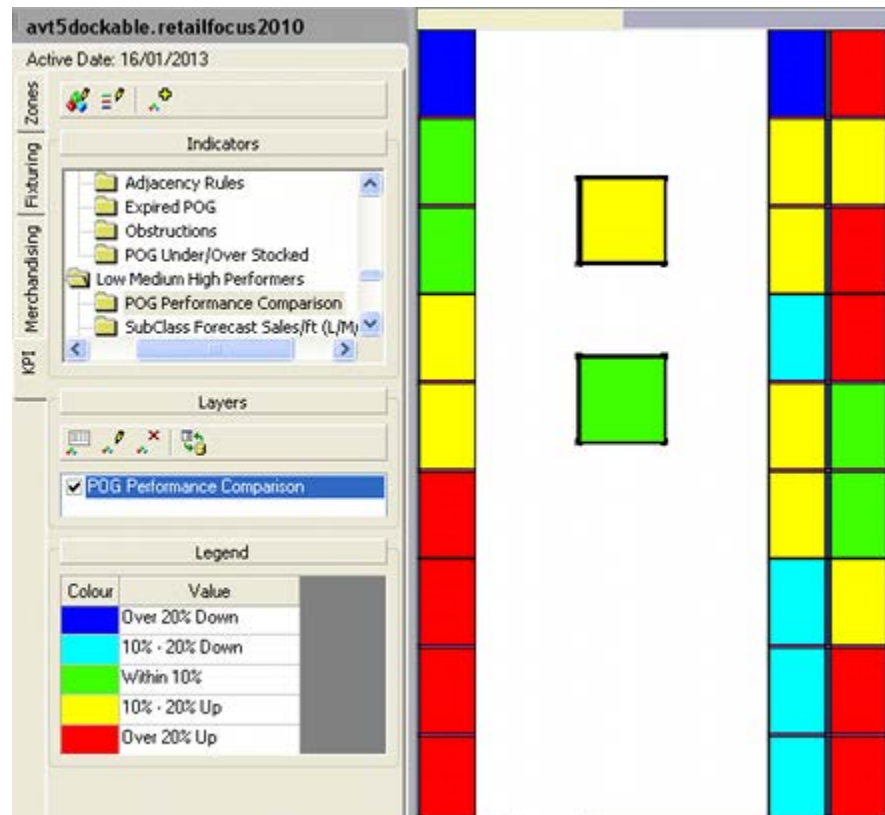 avt5dockable.retailfocus2010
Active Date: 16/01/2013
Zones
Fixturing
Merchandising
KPI
Indicators
Adjacency Rules
Expired POG
Obstructions
POG Under/Over Stocked
Low Medium High Performers
POG Performance Comparison
SubClass Forecast Sales/ft (L/M/
Layers
POG Performance Comparison
Legend
Colour Value
Over 20% Down
10% - 20% Down
Within 10%
10% - 20% Up
Over 20% Up